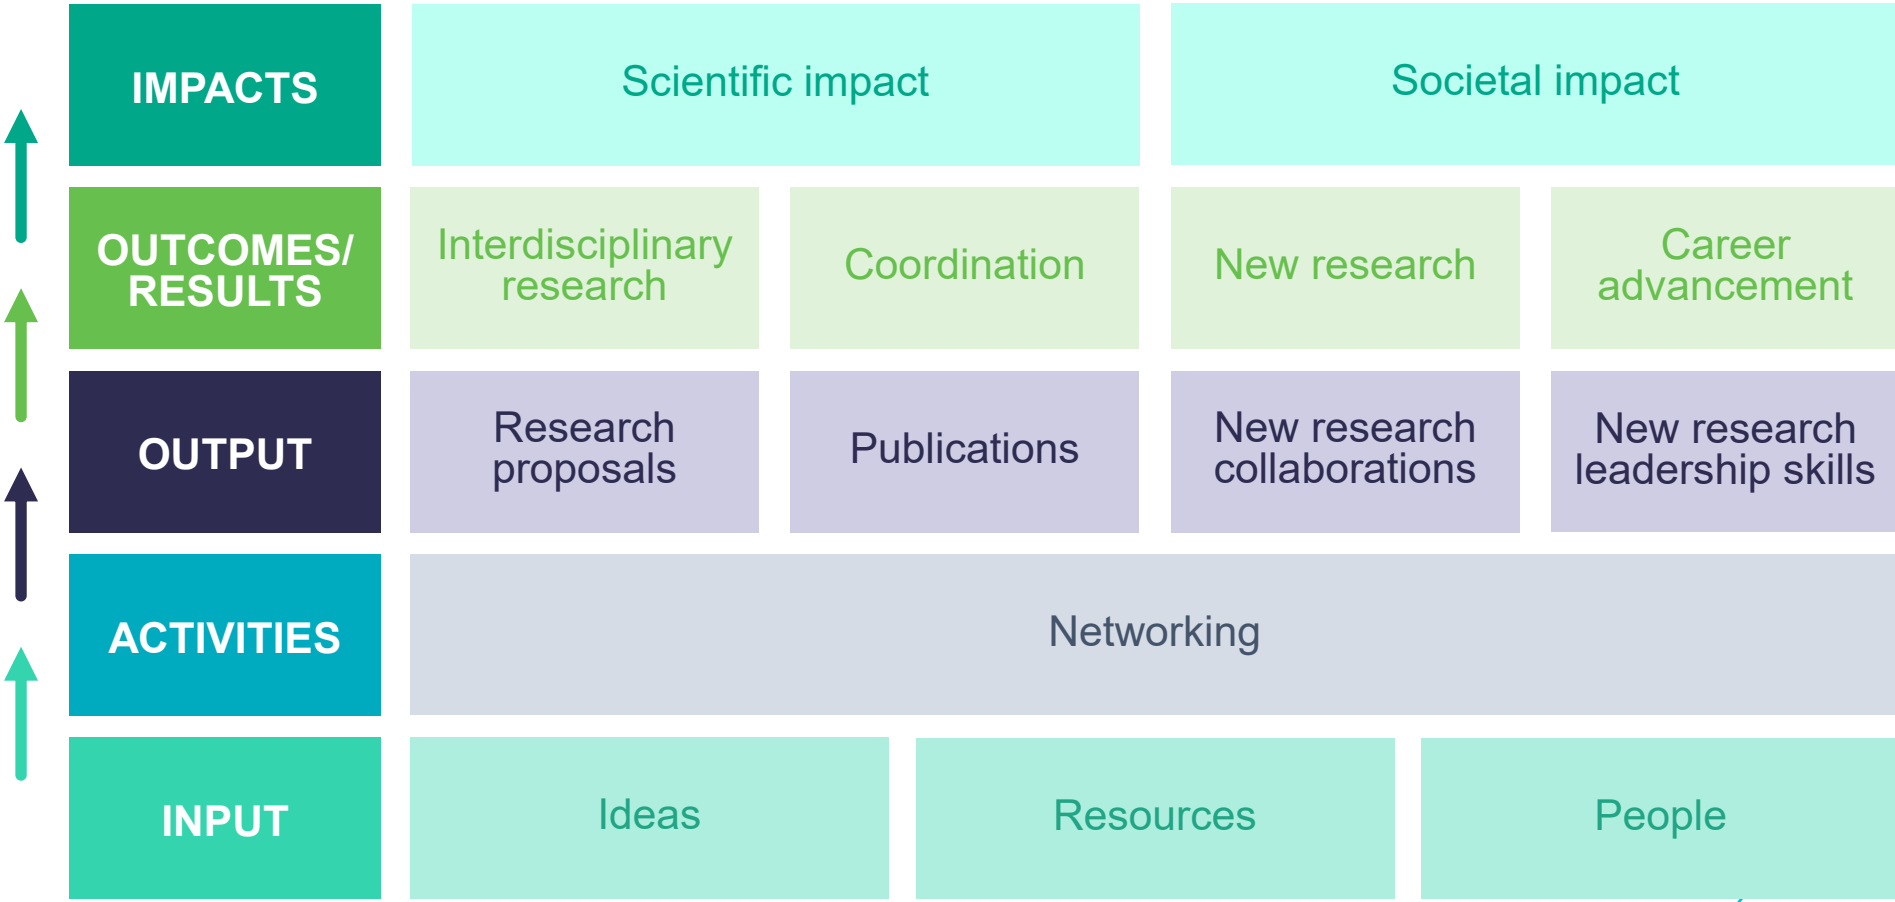 IMPACTS
Scientific impact
Societal impact
OUTCOMES/
RESULTS
Interdisciplinary
research
Coordination
New research
Career
advancement
OUTPUT
Research
proposals
Publications
New research
collaborations
New research
leadership skills
ACTIVITIES
Networking
INPUT
Ideas
Resources
People